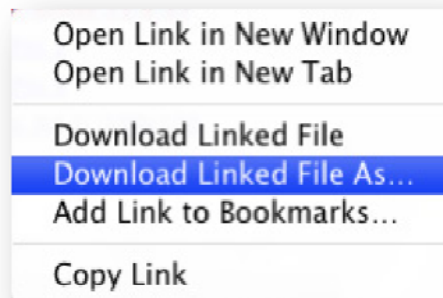 Open Link in New Window
Open Link in New Tab
Download Linked File
Download Linked File As...
Add Link to Bookmarks...
Copy Link